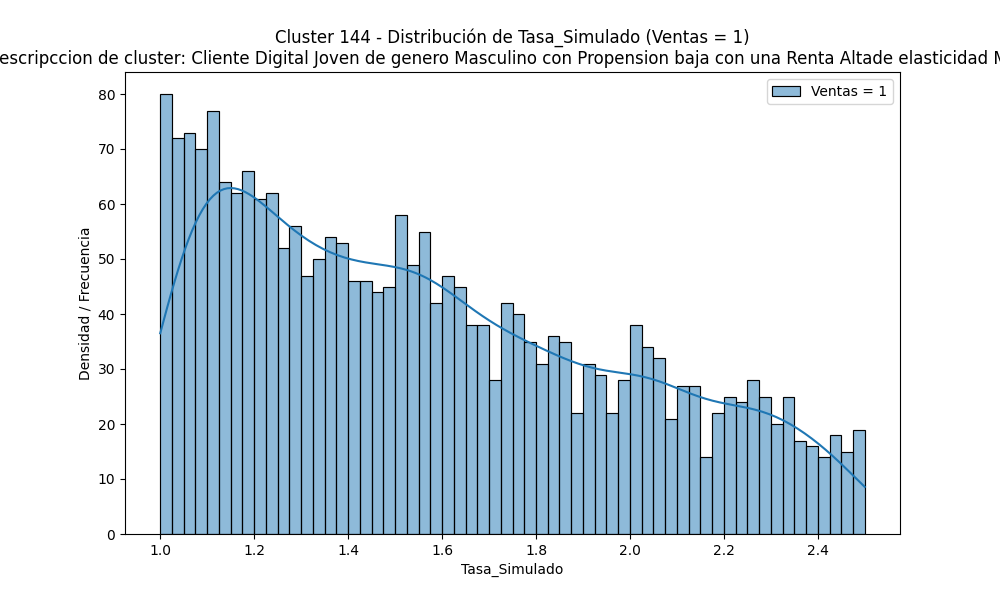 Cluster 144 - Distribución de Tasa_Simulado (Ventas = 1)
escripccion de cluster: Cliente Digital Joven de genero Masculino con Propension baja con una Renta Altade elasticidad
Ventas = 1
80
70
60
50
40
30
20
10
0
Densidad / Frecuencia
1.0 1.2 1.4 1.6 1.8 2.0 2.2 2.4
Tasa_Simulado